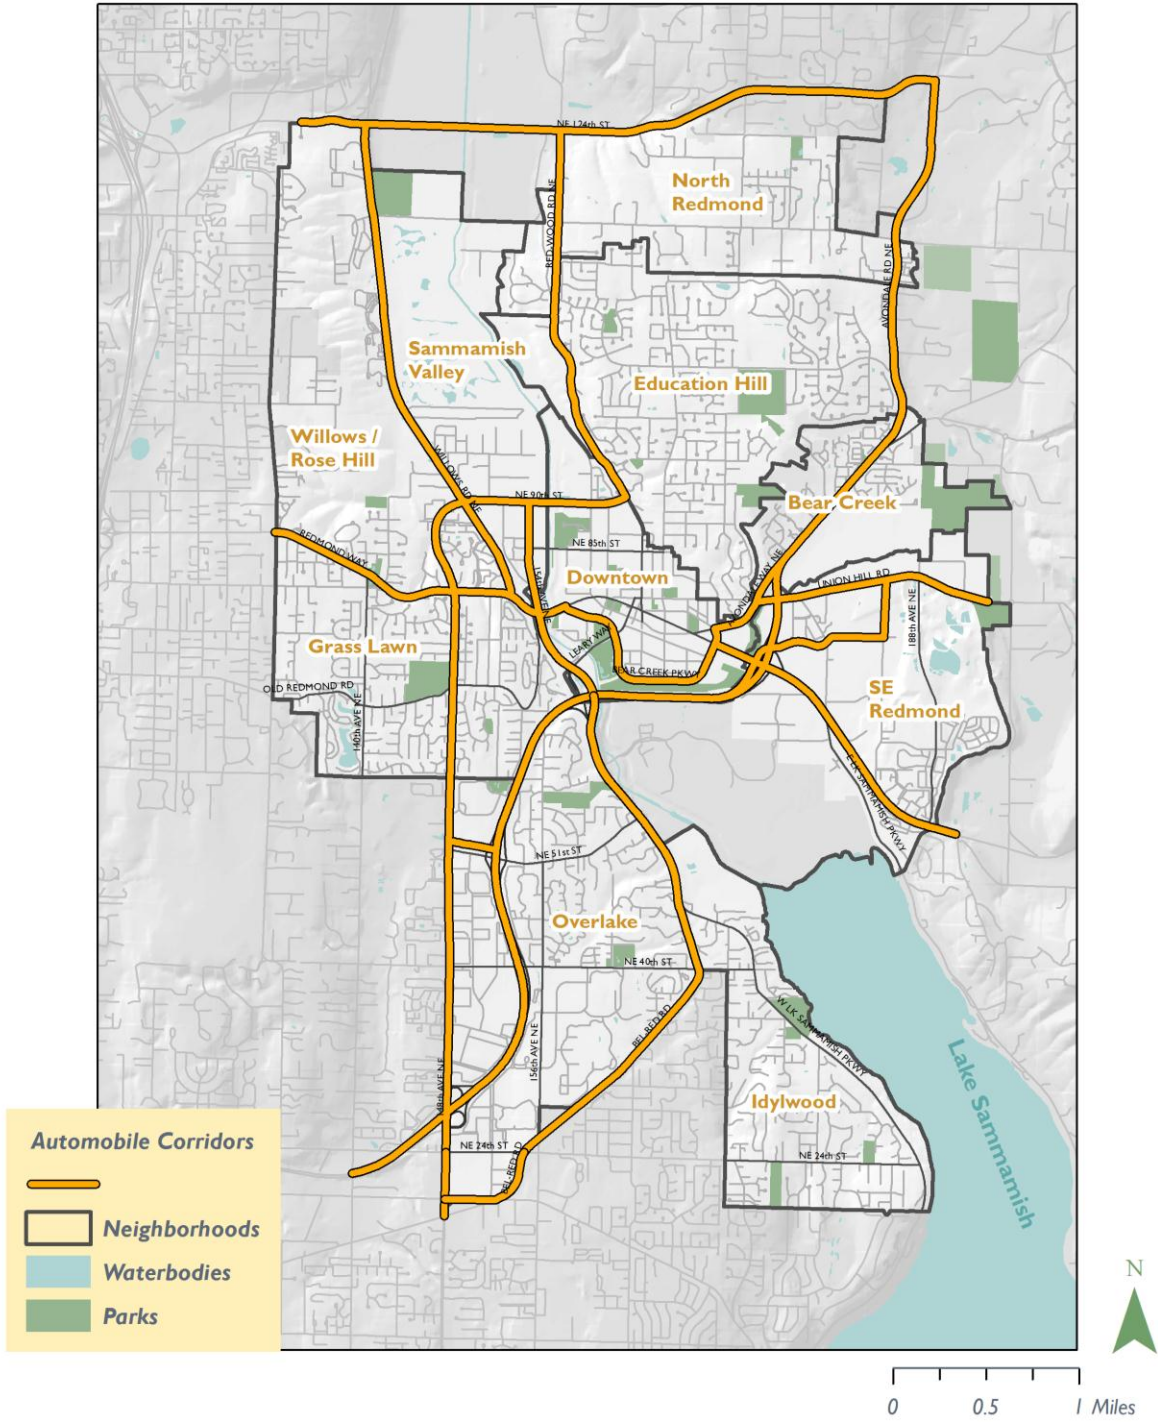 NE 124th ST
North
Redmond
RED-WOOD RD NE
AVONDALE RD NE
Sammamish
Valley
Education Hill
Willows /
Rose Hill
WILLOWS RD NE
NE 90th ST
Bear Creek
REDMOND WAY
NE 85th ST
Downtown
154th AVE NE
UNION HILL RD
188th AVE NE
LEARY WAY
Grass Lawn
BEAR CREEK PKWY
OLD REDMOND RD
140th AVE NE
SE
Redmond
E LK SAMMAMISH PKWY
NE 51st ST
Overlake
NE 40th ST
W LK SAMMAMISH PKWY
BEL-RED RD
156th AVE NE
Idylwood
Lake Sammamish
NE 24th ST
NE 24th ST
BEL-RED RD
Automobile Corridors
Neighborhoods
Waterbodies
Parks
N
0 0.5 1 Miles